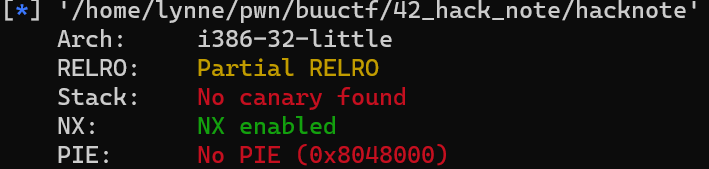 [*] '/home/lynne/pwn/buuctf/42_hack_note/hacknote'
Arch: i386-32-little
RELRO: Partial RELRO
Stack: No canary found
NX: NX enabled
PIE: No PIE (0x8048000)